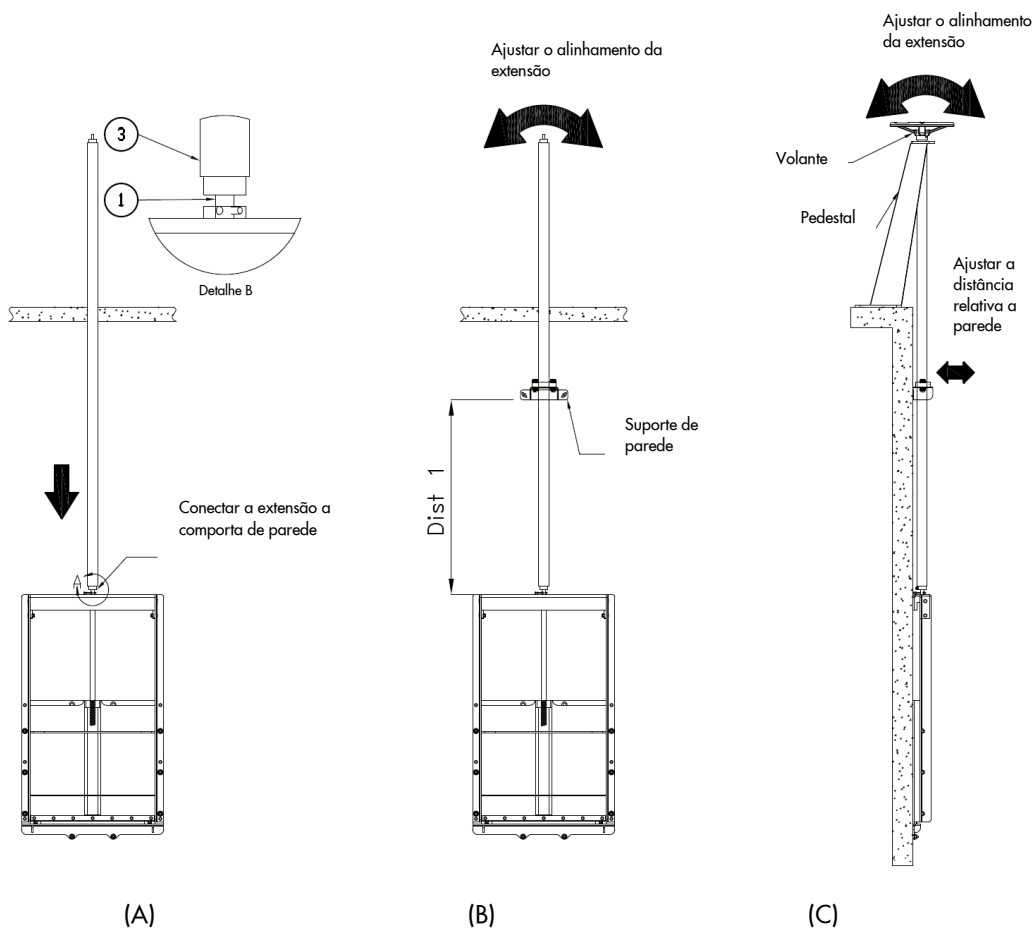 3
1
Detalhe B
Conectar a extensão a
comporta de parede
(A)
Ajustar o alinhamento da
extensão
Suporte de
parede
Dist 1
(B)
Ajustar o alinhamento
da extensão
Volante
Pedestal
Ajustar a
distância
relativa a
parede
(C)